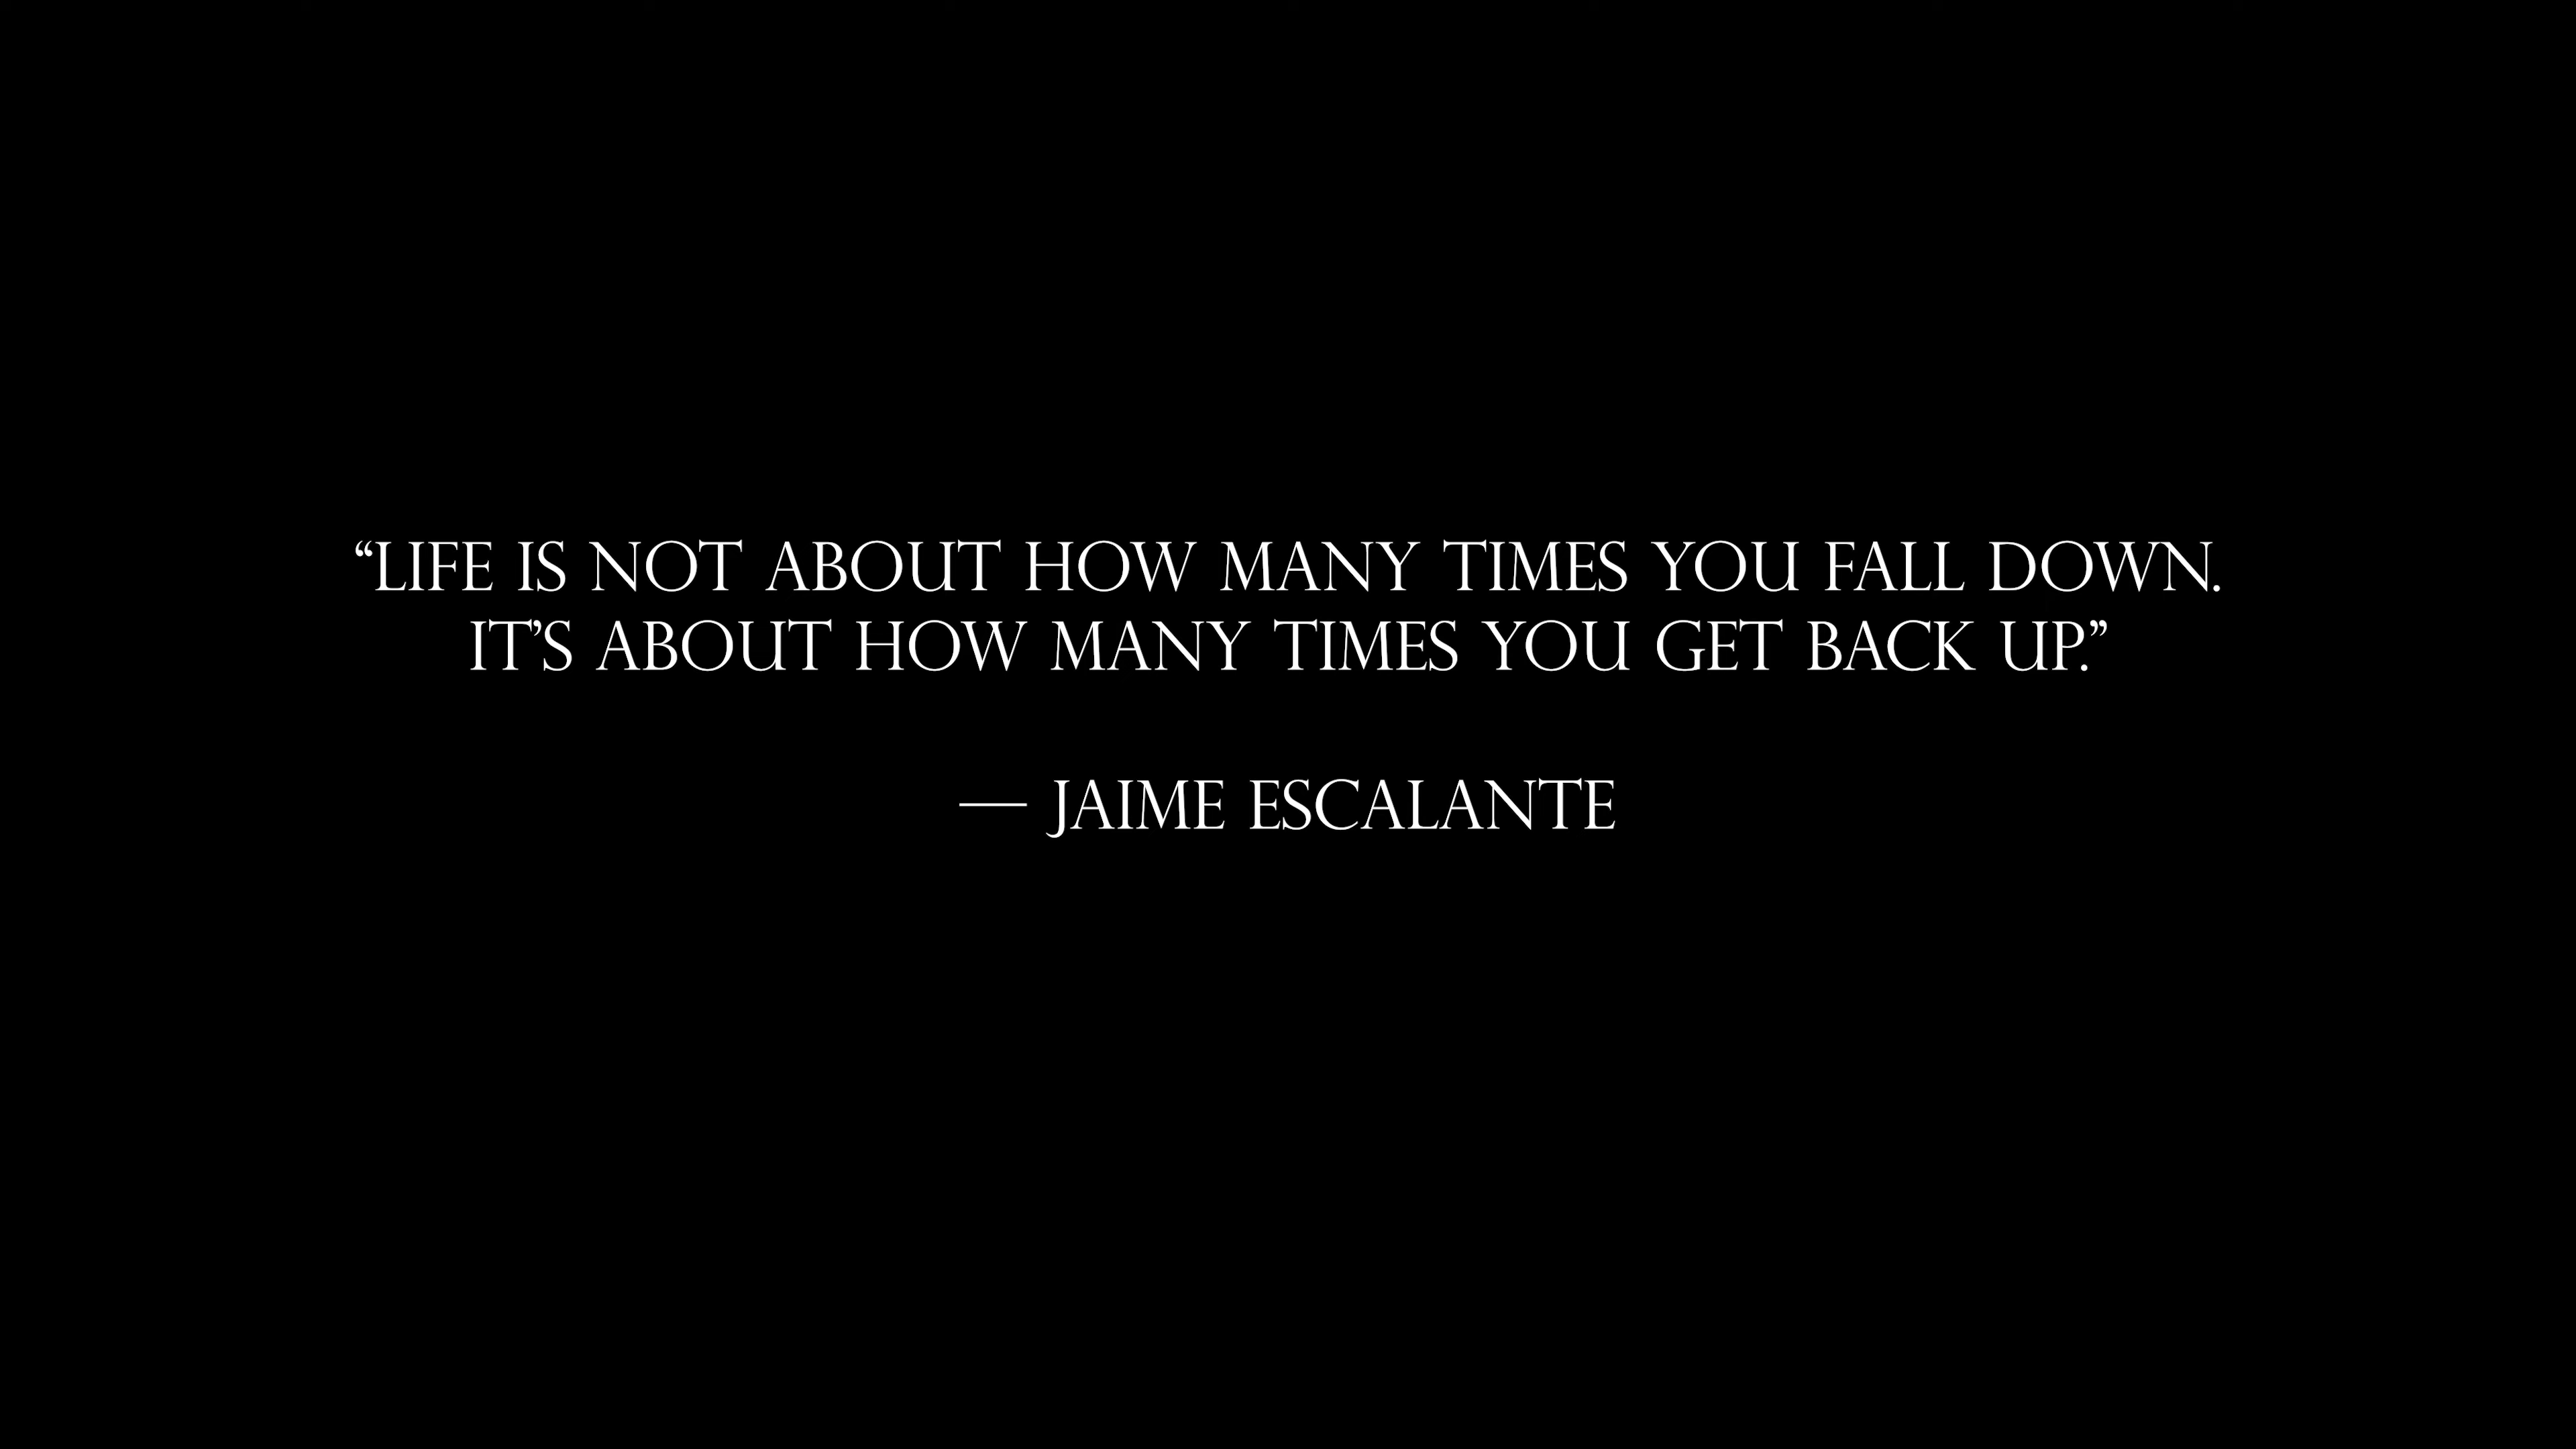 “LIFE IS NOT ABOUT HOW MANY TIMES YOU FALL DOWN.
IT’S ABOUT HOW MANY TIMES YOU GET BACK UP.”
— JAIME ESCALANTE